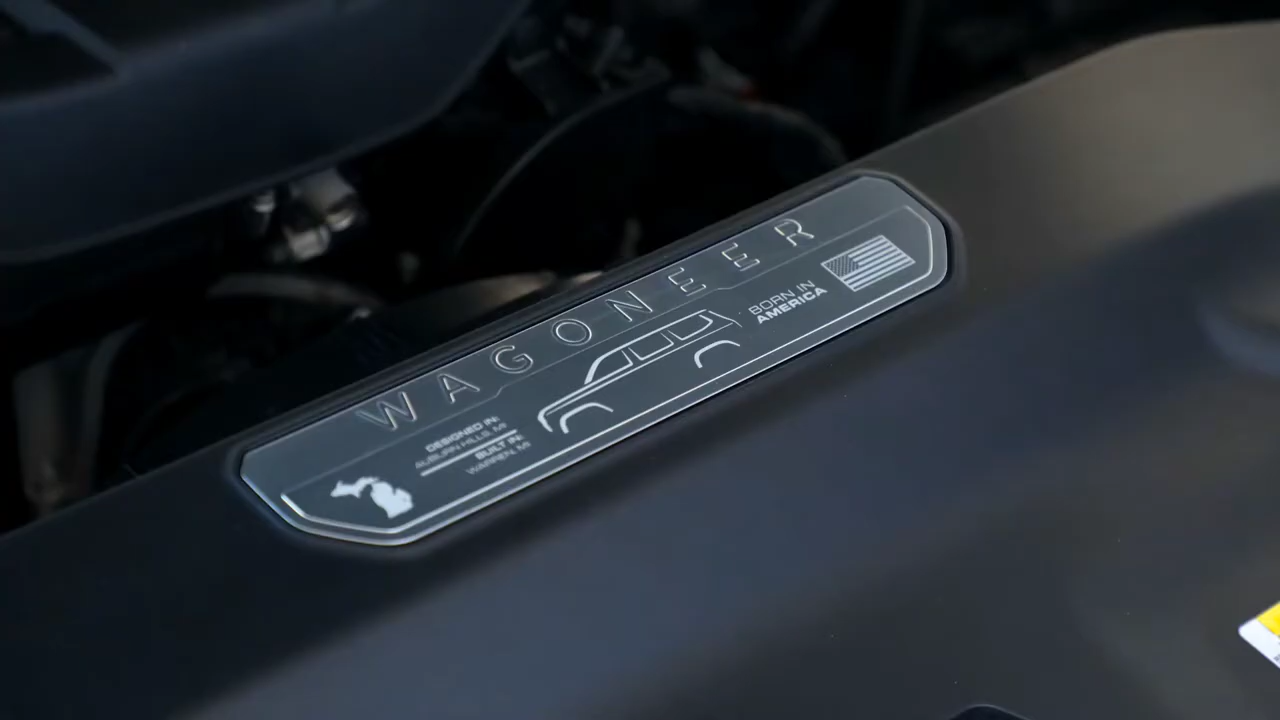 WAGONEER
DESIGNED IN:
AUBURN HILLS, MI
BUILT IN:
WARREN, MI
BORN IN
AMERICA